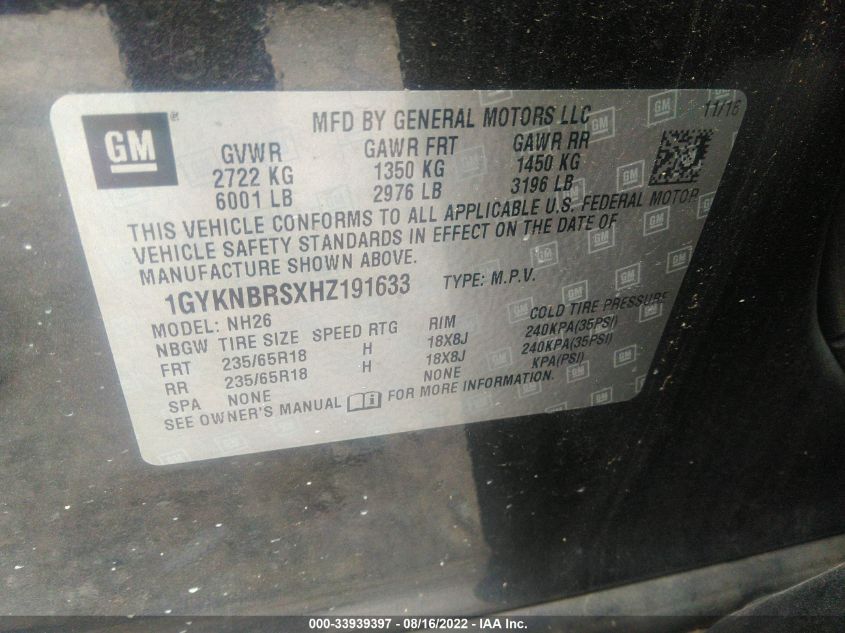 GM
MFD BY GENERAL MOTORS LLC
11/16
GVWR GAWR FRT GAWR RR
2722 KG 1350 KG 1450 KG
6001 LB 2976 LB 3196 LB
THIS VEHICLE CONFORMS TO ALL APPLICABLE U.S. FEDERAL MOTOR
VEHICLE SAFETY STANDARDS IN EFFECT ON THE DATE OF
MANUFACTURE SHOWN ABOVE.
1GYKNBRSXHZ191633 TYPE: M.P.V.
MODEL: NH26
NBGW TIRE SIZE SPEED RTG RIM COLD TIRE PRESSURE
FRT 235/65R18 H 18X8J 240KPA(35PSI)
RR 235/65R18 H 18X8J 240KPA(35PSI)
SPA NONE NONE KPA(PSI)
SEE OWNER'S MANUAL FOR MORE INFORMATION.
000-33939397 - 08/16/2022 - IAA Inc.